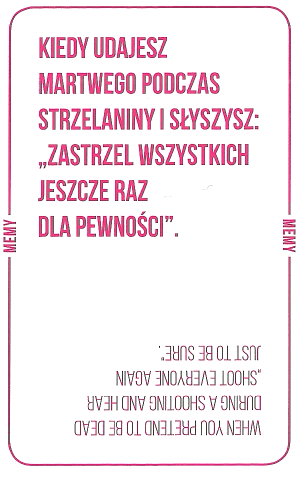 KIEDY UDAJESZ
MARTWEGO PODCZAS
STRZELANINY I SŁYSZYSZ:
„ZASTRZEL WSZYSTKICH
JESZCZE RAZ
DLA PEWNOŚCI”.
MEMY
MEMY
WHEN YOU PRETEND TO BE DEAD
DURING A SHOOTING AND HEAR
„SHOOT EVERYONE AGAIN
JUST TO BE SURE”.